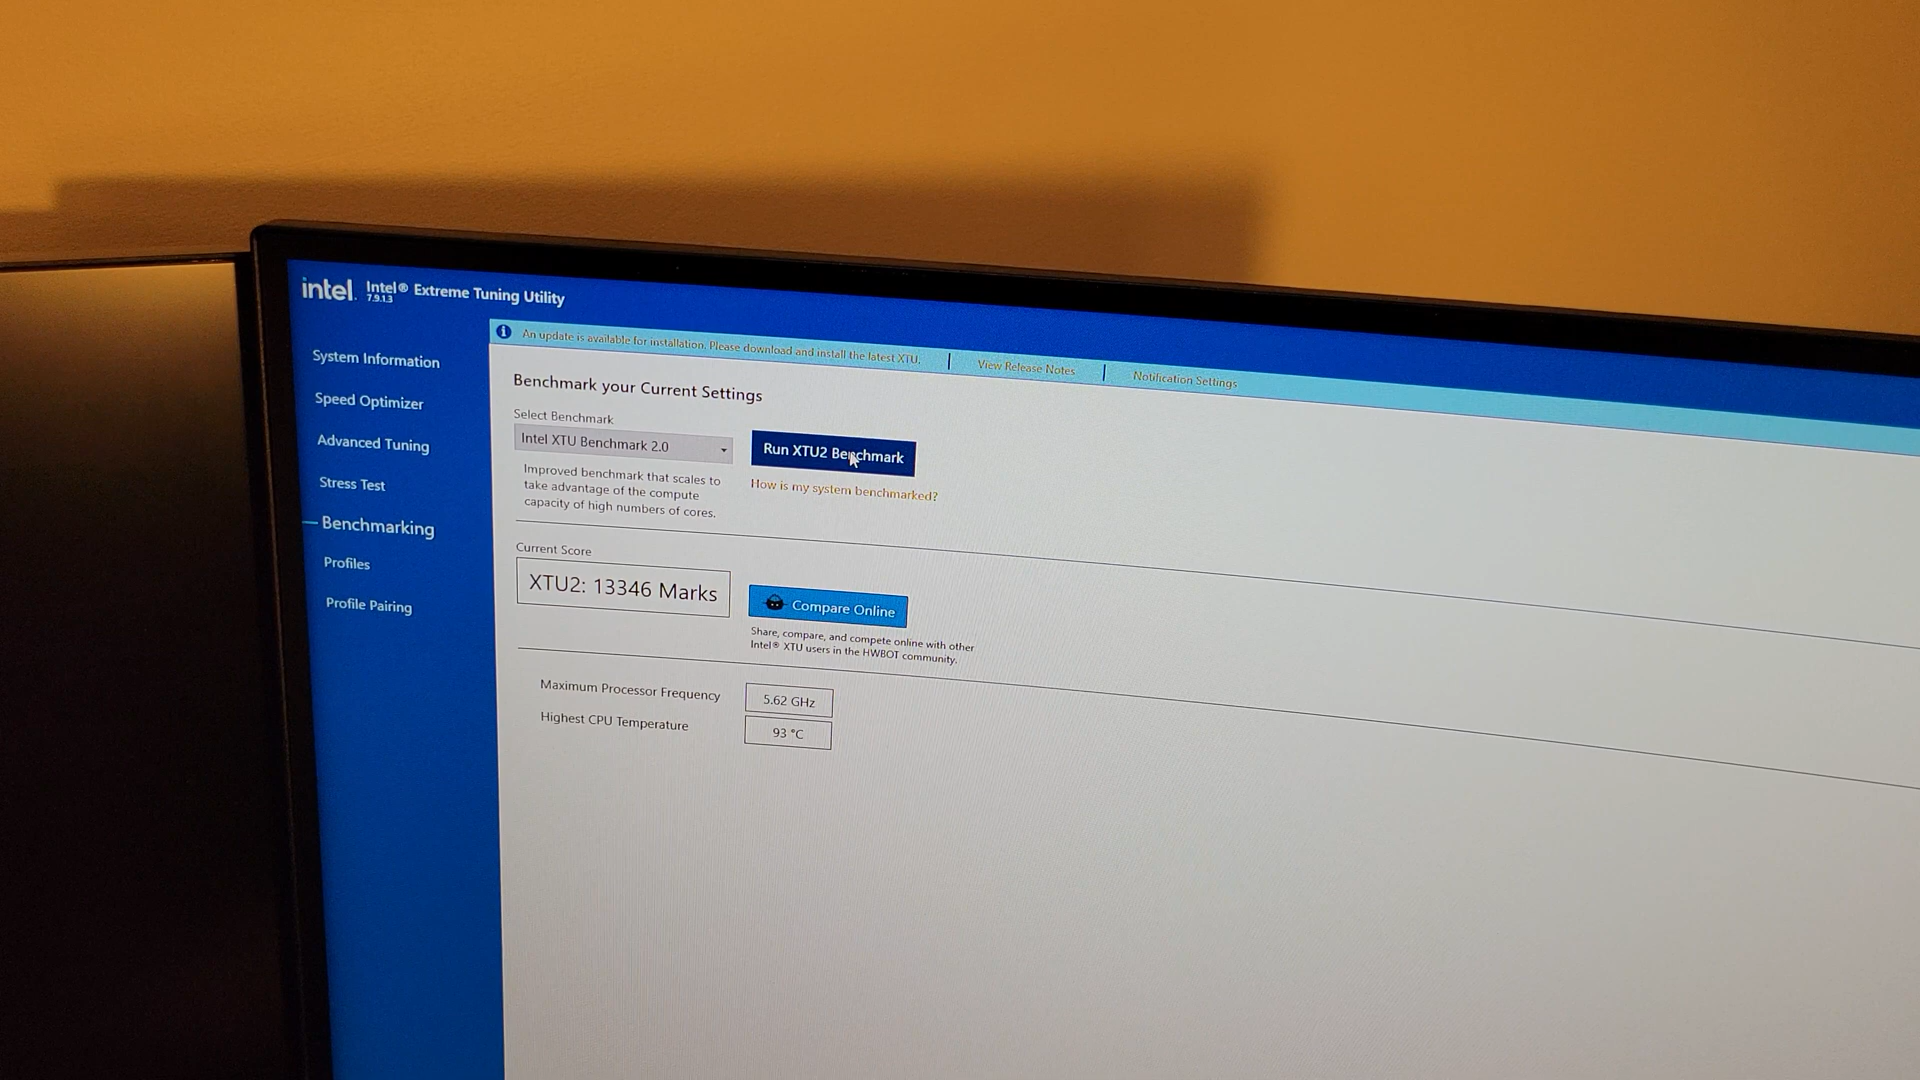 intel. Intel® Extreme Tuning Utility
7.9.1.3
An update is available for installation. Please download and install the latest XTU. View Release Notes Notification Settings
System Information
Speed Optimizer
Advanced Tuning
Stress Test
Benchmarking
Profiles
Profile Pairing
Benchmark your Current Settings
Select Benchmark
Intel XTU Benchmark 2.0
Run XTU2 Benchmark
Improved benchmark that scales to
take advantage of the compute
capacity of high numbers of cores.
How is my system benchmarked?
Current Score
XTU2: 13346 Marks
Compare Online
Share, compare, and compete online with other
Intel® XTU users in the HWBOT community.
Maximum Processor Frequency 5.62 GHz
Highest CPU Temperature 93 °C